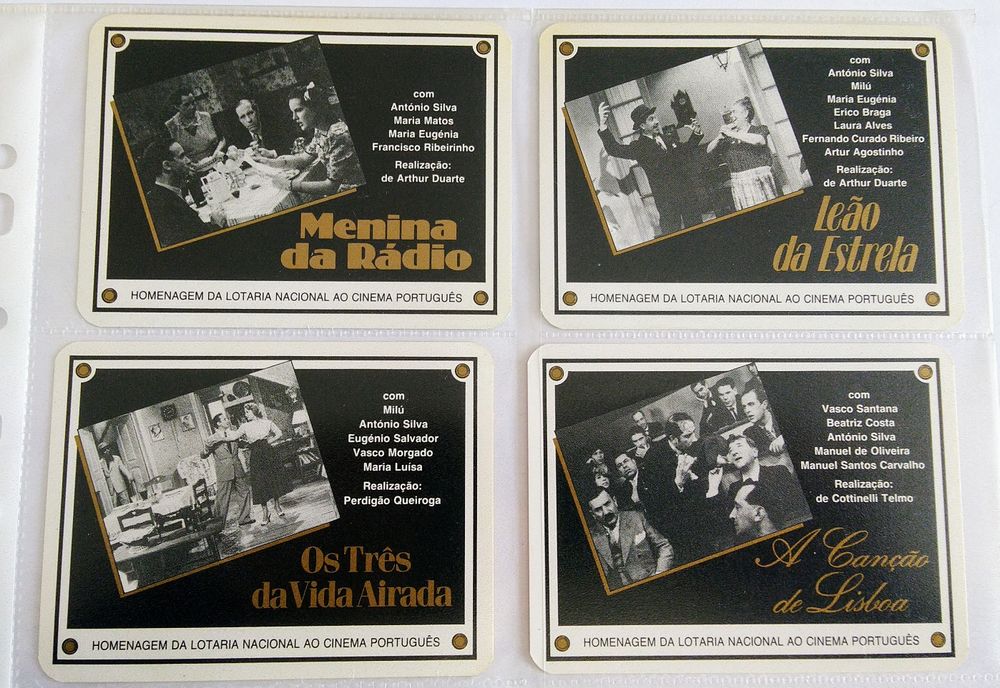 com
António Silva
Maria Matos
Maria Eugénia
Francisco Ribeirinho
Realização:
de Arthur Duarte
Menina
da Rádio
HOMENAGEM DA LOTARIA NACIONAL AO CINEMA PORTUGUÊS
com
António Silva
Milú
Maria Eugénia
Erico Braga
Laura Alves
Fernando Curado Ribeiro
Artur Agostinho
Realização:
de Arthur Duarte
Leão
da Estrela
HOMENAGEM DA LOTARIA NACIONAL AO CINEMA PORTUGUÊS
com
Milú
António Silva
Eugénio Salvador
Vasco Morgado
Maria Luísa
Realização:
Perdigão Queiroga
Os Três
da Vida Airada
HOMENAGEM DA LOTARIA NACIONAL AO CINEMA PORTUGUÊS
com
Vasco Santana
Beatriz Costa
António Silva
Manuel de Oliveira
Manuel Santos Carvalho
Realização:
de Cottinelli Telmo
A Canção
de Lisboa
HOMENAGEM DA LOTARIA NACIONAL AO CINEMA PORTUGUÊS